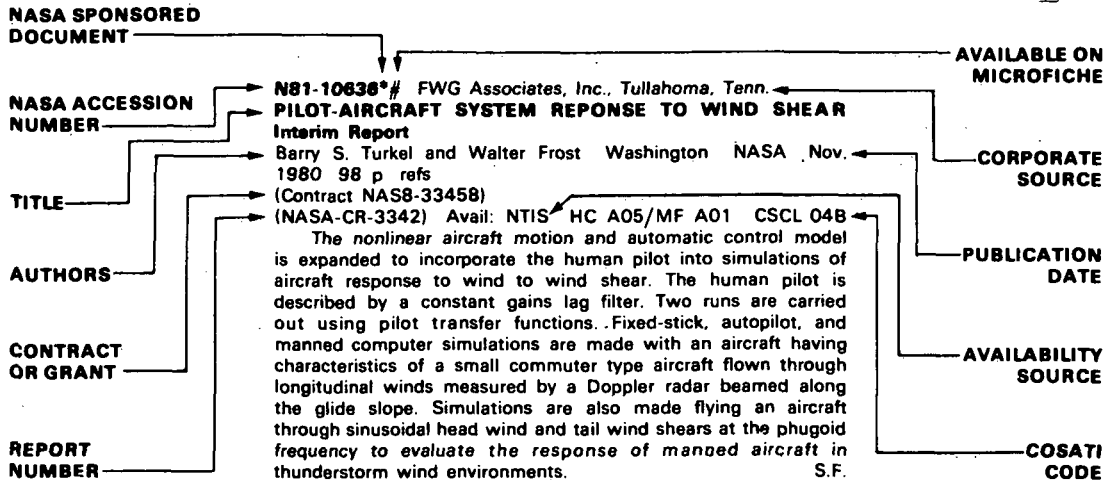 NASA SPONSORED
DOCUMENT
AVAILABLE ON
MICROFICHE
NASA ACCESSION
NUMBER
N81-10636*# FWG Associates, Inc., Tullahoma, Tenn.
PILOT-AIRCRAFT SYSTEM REPONSE TO WIND SHEAR
Interim Report
Barry S. Turkel and Walter Frost Washington NASA Nov.
1980 98 p refs
(Contract NAS8-33458)
(NASA-CR-3342) Avail: NTIS HC A05/MF A01 CSCL 04B
CORPORATE
SOURCE
TITLE
AUTHORS
PUBLICATION
DATE
The nonlinear aircraft motion and automatic control model
is expanded to incorporate the human pilot into simulations of
aircraft response to wind to wind shear. The human pilot is
described by a constant gains lag filter. Two runs are carried
out using pilot transfer functions. Fixed-stick, autopilot, and
manned computer simulations are made with an aircraft having
characteristics of a small commuter type aircraft flown through
longitudinal winds measured by a Doppler radar beamed along
the glide slope. Simulations are also made flying an aircraft
through sinusoidal head wind and tail wind shears at the phugoid
frequency to evaluate the response of manned aircraft in
thunderstorm wind environments. S.F.
CONTRACT
OR GRANT
AVAILABILITY
SOURCE
REPORT
NUMBER
COSATI
CODE